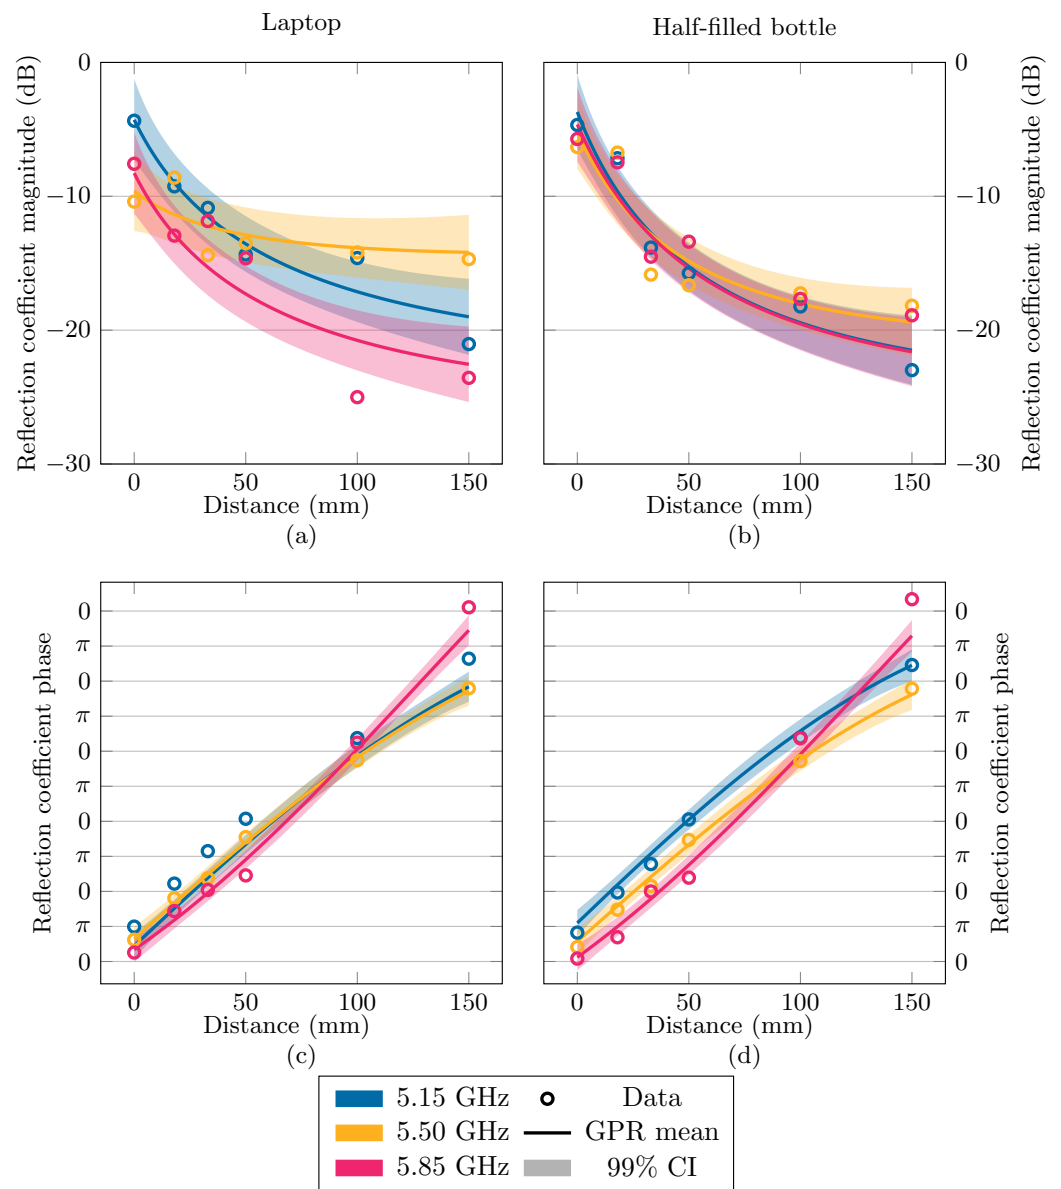 Laptop
Half-filled bottle
Reflection coefficient magnitude (dB)
0
−10
−20
−30
0 50 100 150
Distance (mm)
(a)
0
−10
−20
−30
Reflection coefficient magnitude (dB)
0 50 100 150
Distance (mm)
(b)
Reflection coefficient phase
0
π
0
π
0
π
0
π
0
π
0
0 50 100 150
Distance (mm)
(c)
0
π
0
π
0
π
0
π
0
π
0
Reflection coefficient phase
0 50 100 150
Distance (mm)
(d)
5.15 GHz Data
5.50 GHz GPR mean
5.85 GHz 99% CI